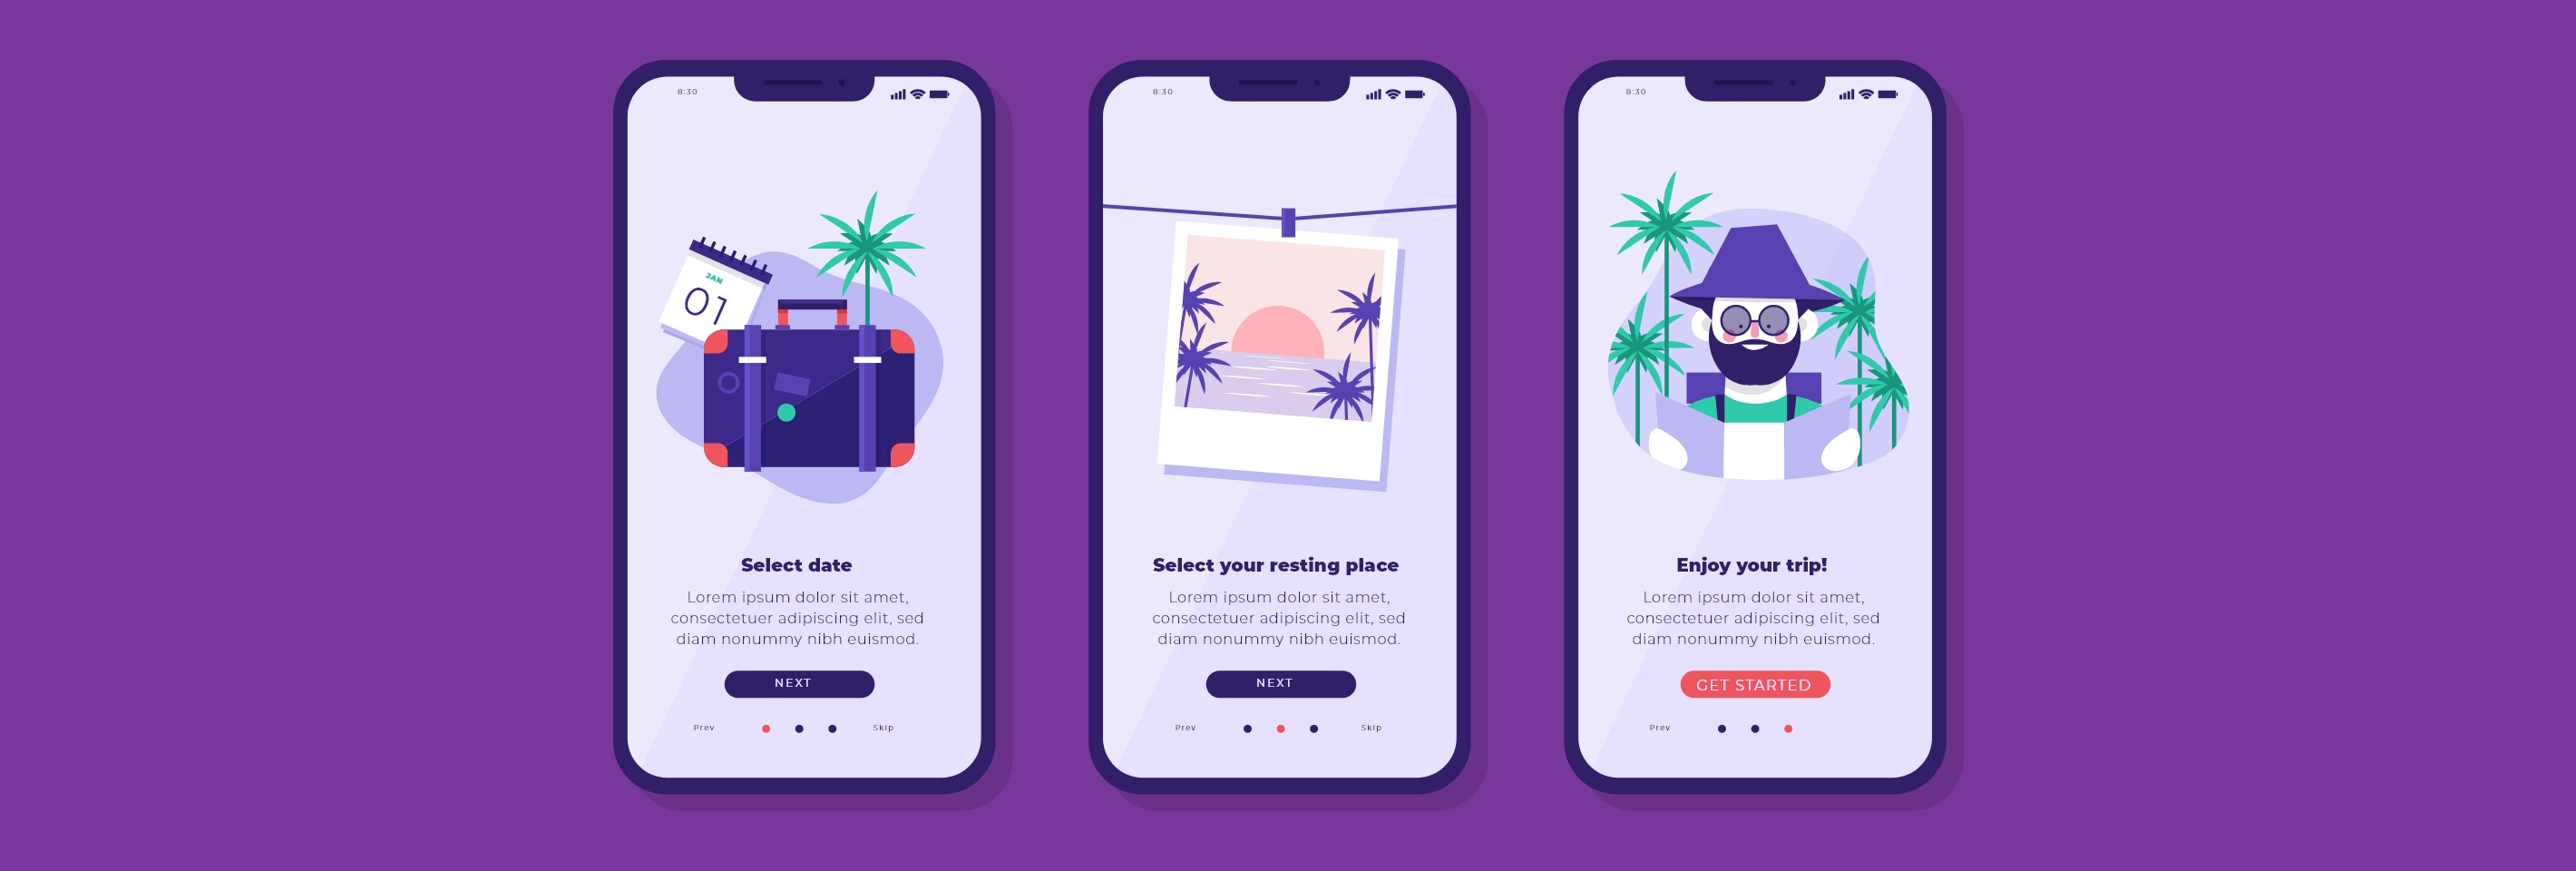 8:30
JAN
01
Select date
Lorem ipsum dolor sit amet,
consectetuer adipiscing elit, sed
diam nonummy nibh euismod.
NEXT
Prev
Skip
8:30
Select your resting place
Lorem ipsum dolor sit amet,
consectetuer adipiscing elit, sed
diam nonummy nibh euismod.
NEXT
Prev
Skip
8:30
Enjoy your trip!
Lorem ipsum dolor sit amet,
consectetuer adipiscing elit, sed
diam nonummy nibh euismod.
GET STARTED
Prev